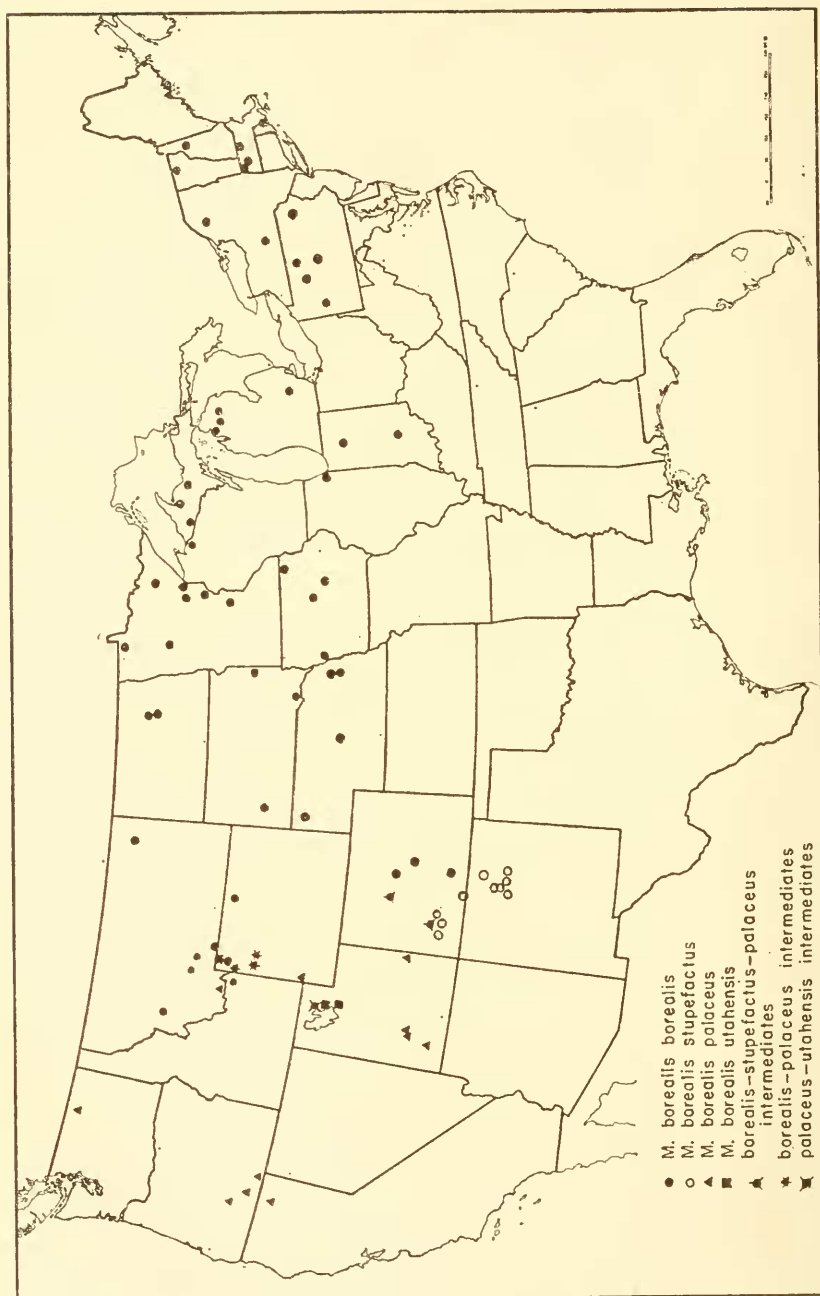 M. borealis borealis
M. borealis stupefactus
M. borealis palaceus
M. borealis utahensis
borealis-stupefactus-palaceus
intermediates
borealis-palaceus intermediates
palaceus-utahensis intermediates